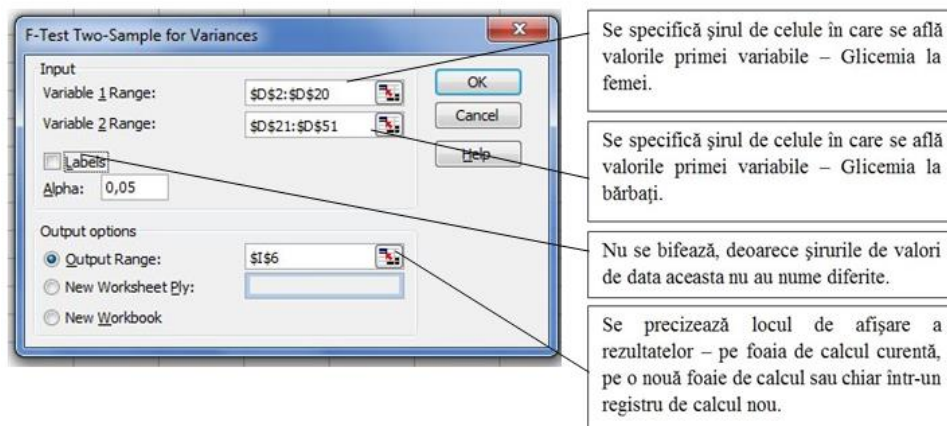 F-Test Two-Sample for Variances
Input
Variable 1 Range:
$D$2:$D$20
Variable 2 Range:
$D$21:$D$51
Labels
Alpha:
0,05
OK
Cancel
Help
Output options
Output Range:
$I$6
New Worksheet Ply:
New Workbook
Se specifică şirul de celule în care se află
valorile primei variabile – Glicemia la
femei.
Se specifică şirul de celule în care se află
valorile primei variabile – Glicemia la
bărbaţi.
Nu se bifează, deoarece şirurile de valori
de data aceasta nu au nume diferite.
Se precizează locul de afişare a
rezultatelor – pe foaia de calcul curentă,
pe o nouă foaie de calcul sau chiar într-un
registru de calcul nou.